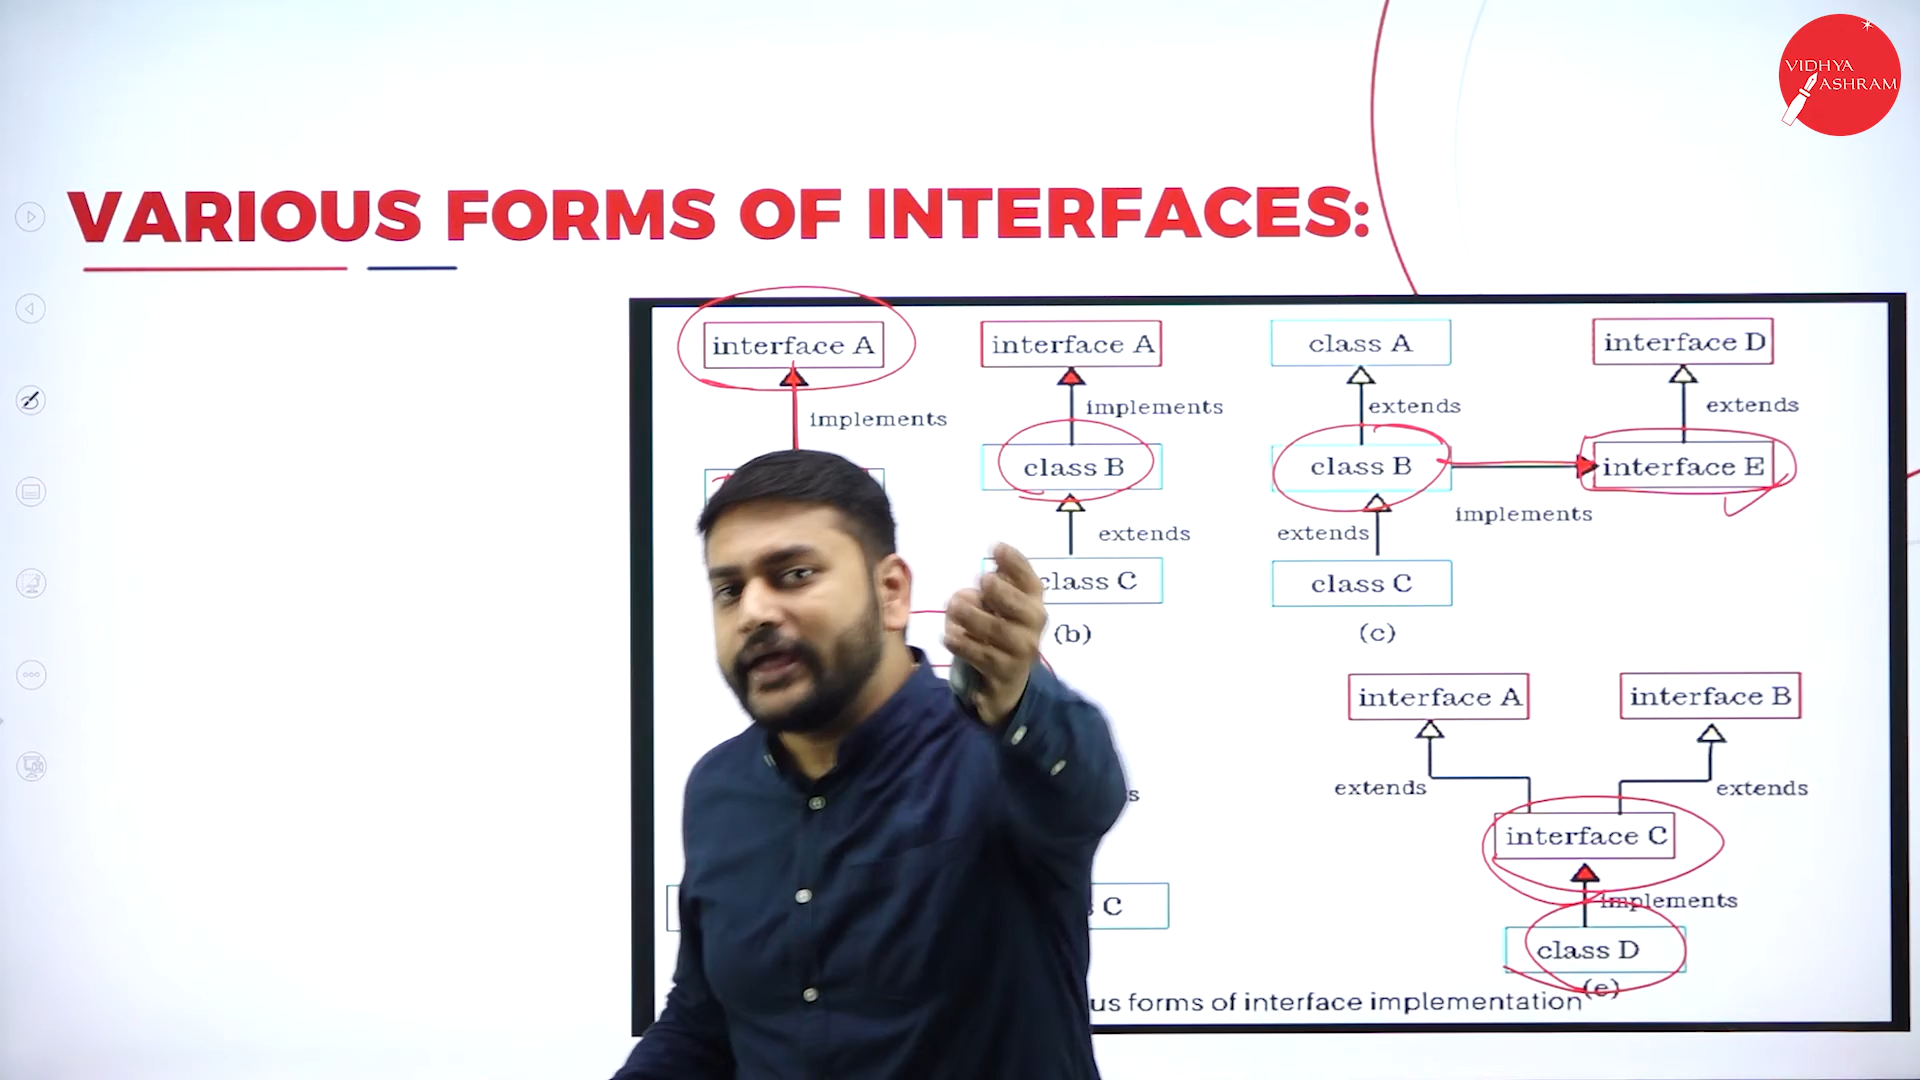 VIDHYA
ASHRAM
VARIOUS FORMS OF INTERFACES:
interface A
interface A
class A
interface D
implements
implements
extends
extends
class B
class B
interface E
implements
extends
extends
class C
class C
(b)
(c)
interface A
interface B
extends
extends
interface C
implements
C
class D
(e)
forms of interface implementation